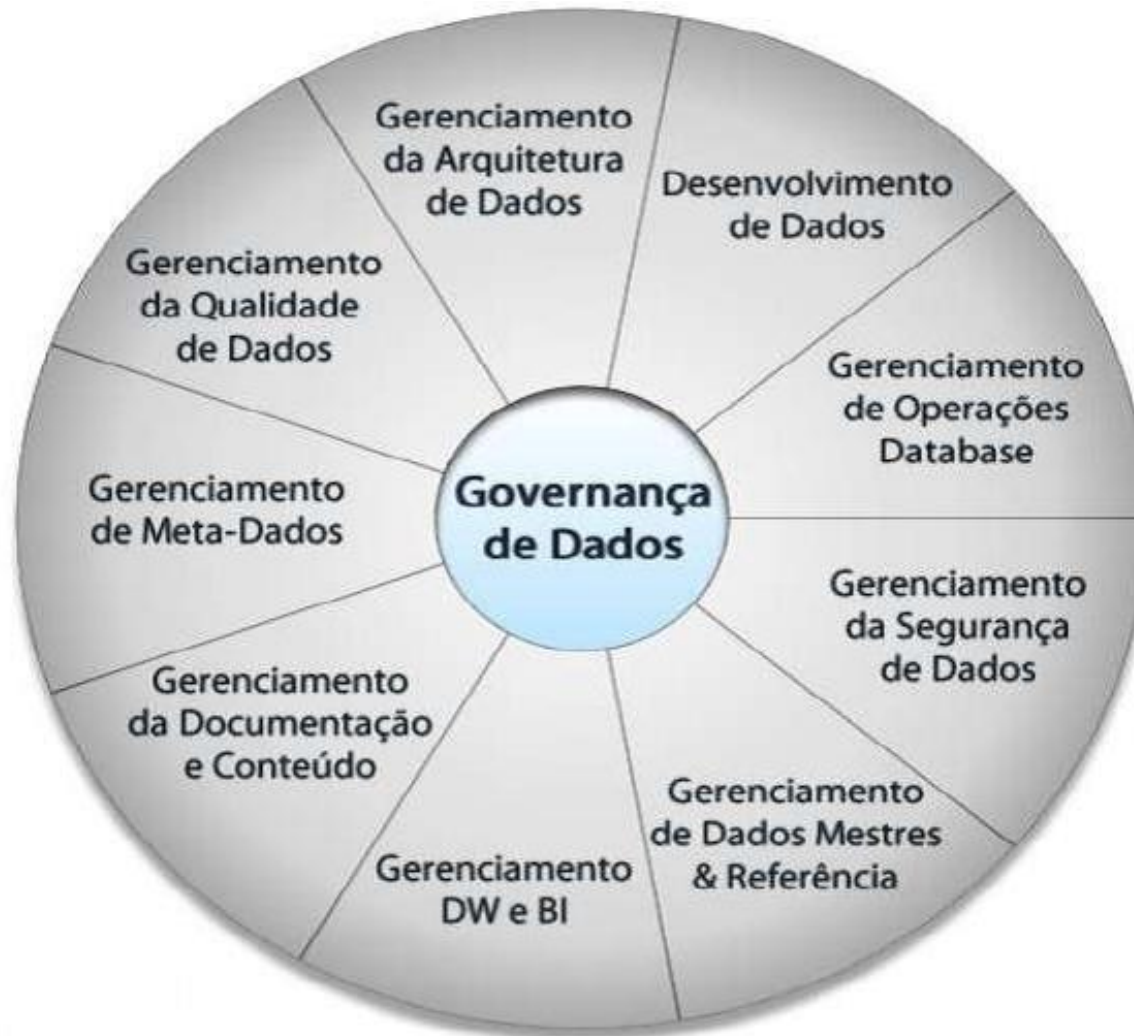 Gerenciamento
da Arquitetura
de Dados
Desenvolvimento
de Dados
Gerenciamento
de Operações
Database
Gerenciamento
da Segurança
de Dados
Gerenciamento
de Dados Mestres
& Referência
Gerenciamento
DW e BI
Gerenciamento
da Documentação
e Conteúdo
Gerenciamento
de Meta-Dados
Gerenciamento
da Qualidade
de Dados
Governança
de Dados